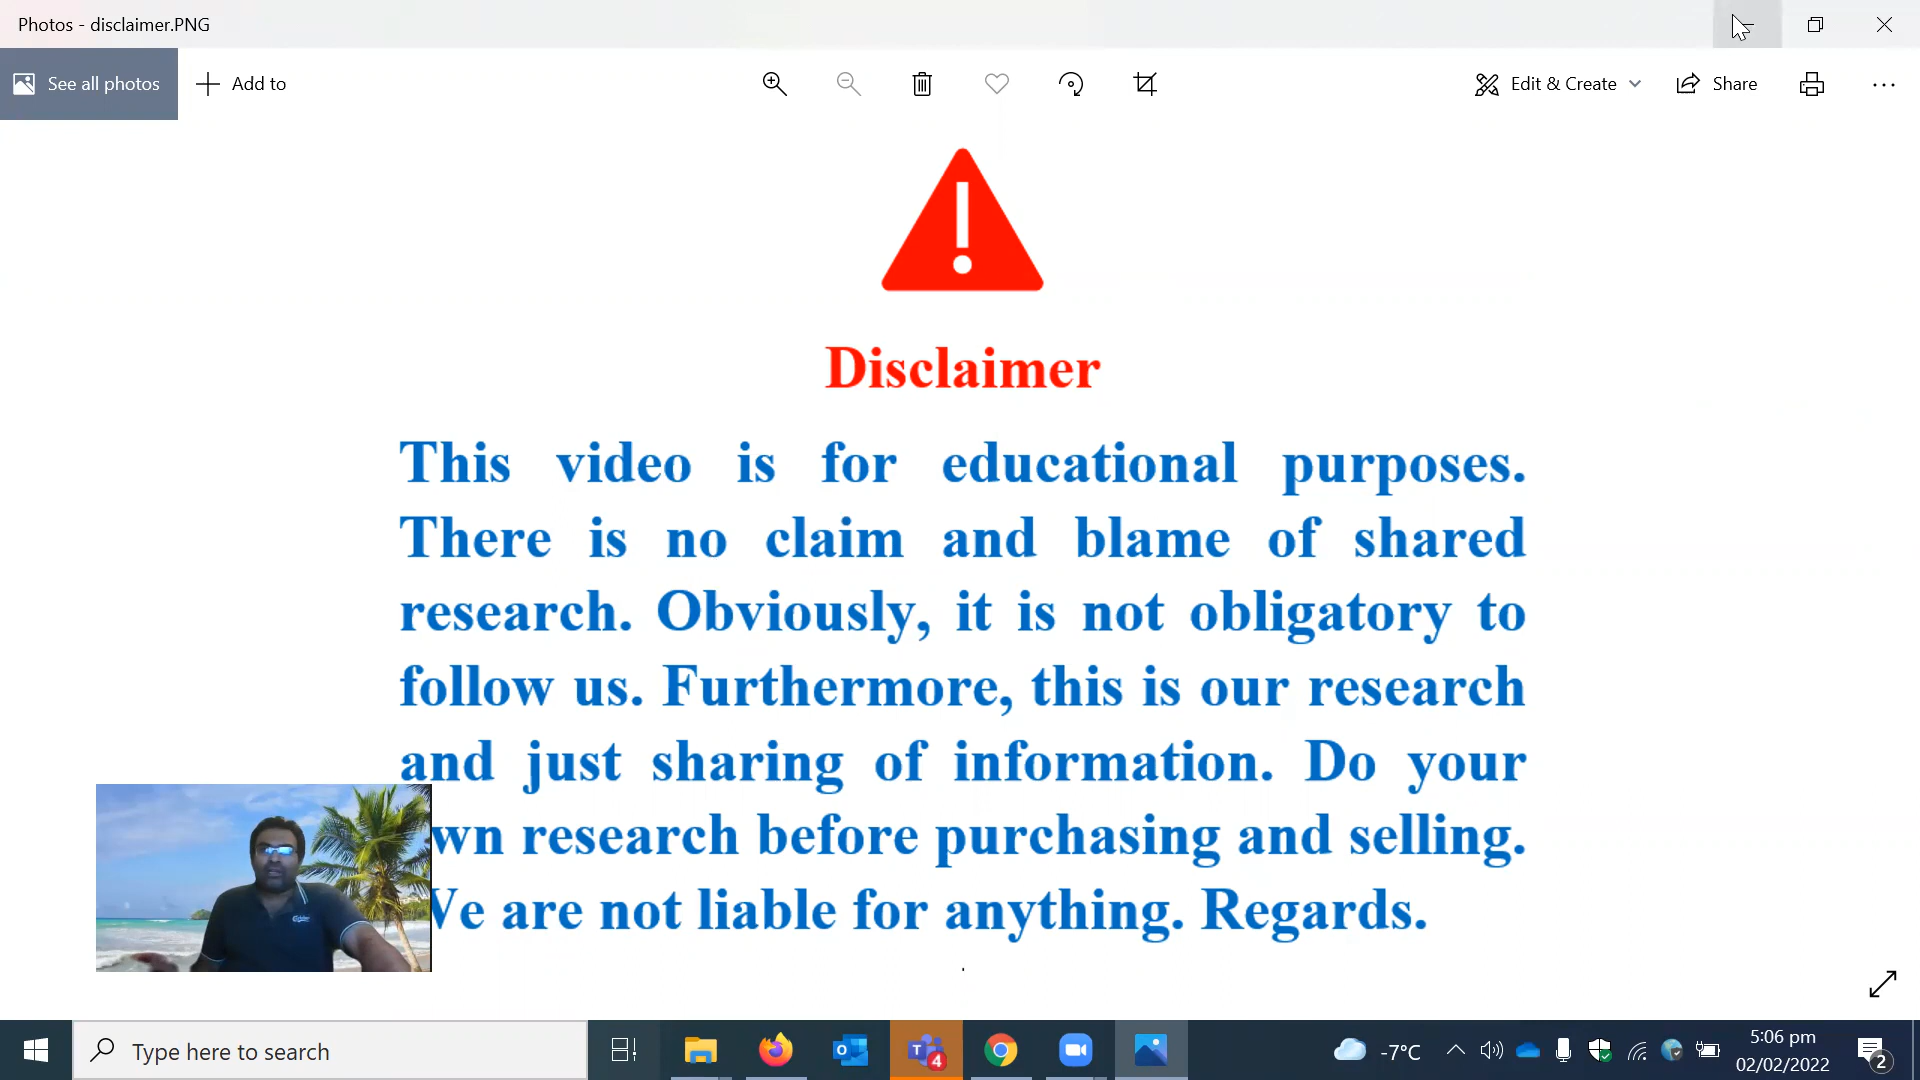 Photos - disclaimer.PNG
See all photos
Add to
Edit & Create
Share
Disclaimer
This video is for educational purposes.
There is no claim and blame of shared
research. Obviously, it is not obligatory to
follow us. Furthermore, this is our research
and just sharing of information. Do your
wn research before purchasing and selling.
We are not liable for anything. Regards.
Type here to search
4
-7°C
5:06 pm
02/02/2022
2